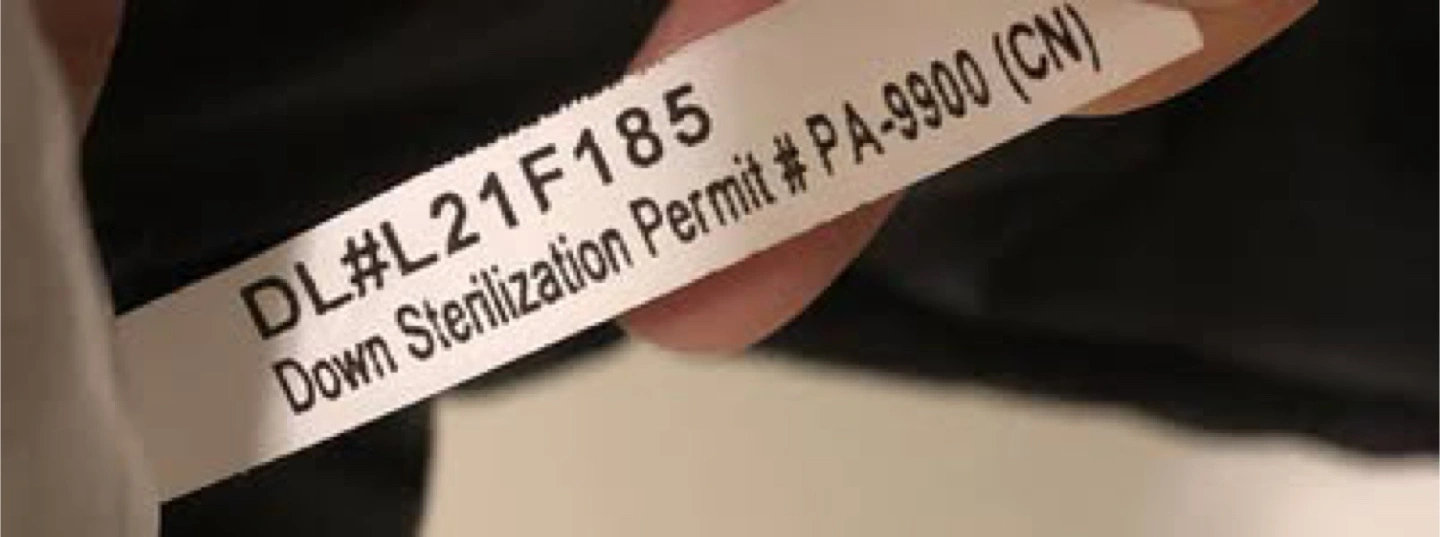 DL#L21F185
Down Sterilization Permit # PA-9900 (CN)